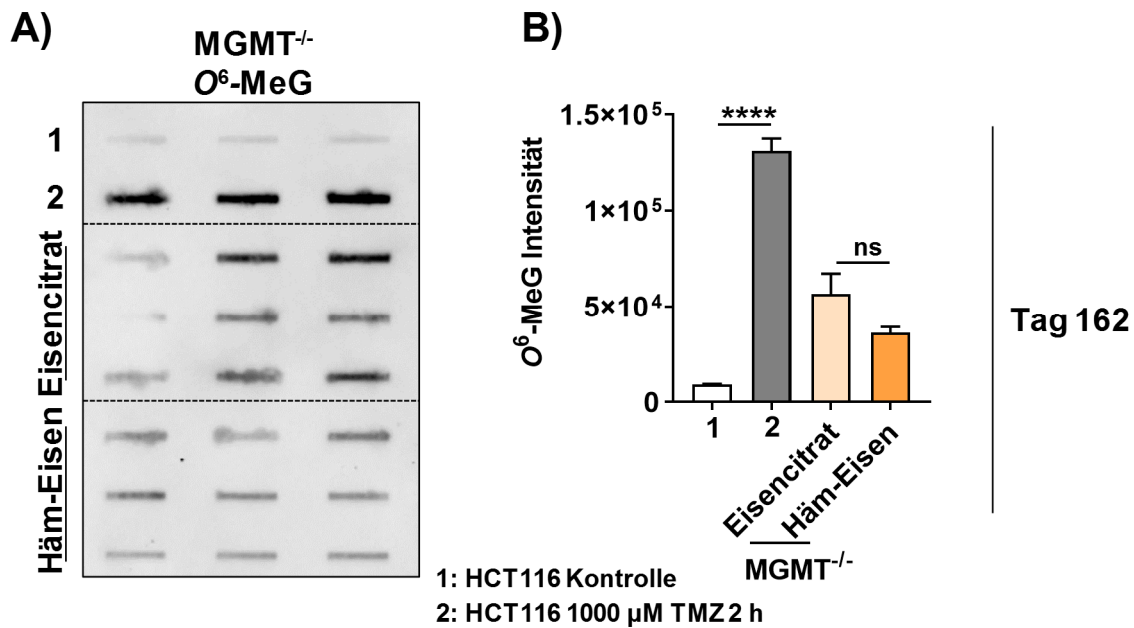 A)
MGMT-/-
O6-MeG
1
2
Eisencitrat
Häm-Eisen
B)
O6-MeG Intensität
1.5×10^5
1×10^5
5×10^4
0
****
ns
1
2
Eisencitrat
Häm-Eisen
MGMT-/-
Tag 162
1: HCT116 Kontrolle
2: HCT116 1000 µM TMZ 2 h